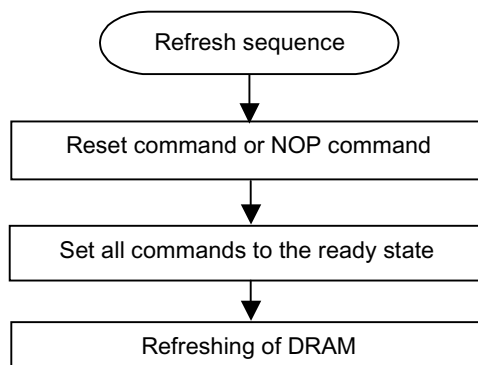 Refresh sequence
Reset command or NOP command
Set all commands to the ready state
Refreshing of DRAM